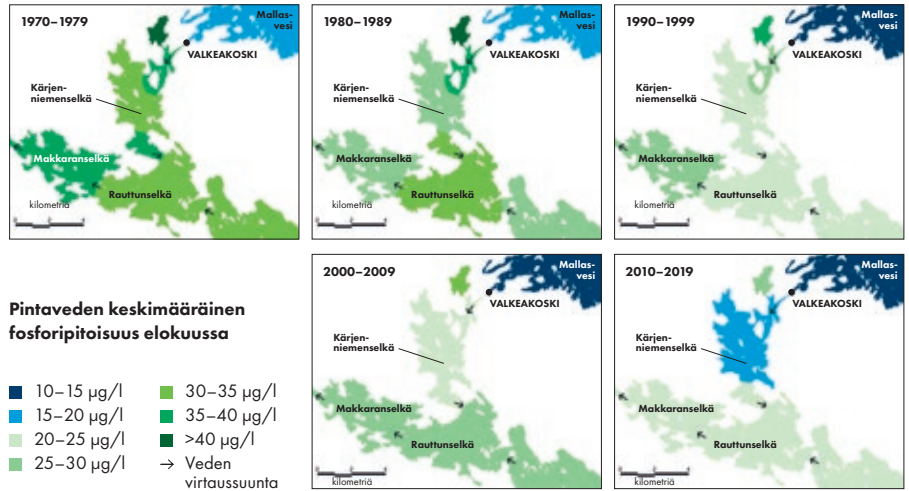 1970–1979
Mallas-
vesi
VALKEAKOSKI
Kärjen-
niemenselkä
Makkaranselkä
Rauttunselkä
kilometriä
1980–1989
Mallas-
vesi
VALKEAKOSKI
Kärjen-
niemenselkä
Makkaranselkä
Rauttunselkä
kilometriä
1990–1999
Mallas-
vesi
VALKEAKOSKI
Kärjen-
niemenselkä
Makkaranselkä
Rauttunselkä
kilometriä
Pintaveden keskimääräinen
fosforipitoisuus elokuussa
10–15 µg/l
15–20 µg/l
20–25 µg/l
25–30 µg/l
30–35 µg/l
35–40 µg/l
>40 µg/l
→ Veden
virtaussuunta
2000–2009
Mallas-
vesi
VALKEAKOSKI
Kärjen-
niemenselkä
Makkaranselkä
Rauttunselkä
kilometriä
2010–2019
Mallas-
vesi
VALKEAKOSKI
Kärjen-
niemenselkä
Makkaranselkä
Rauttunselkä
kilometriä